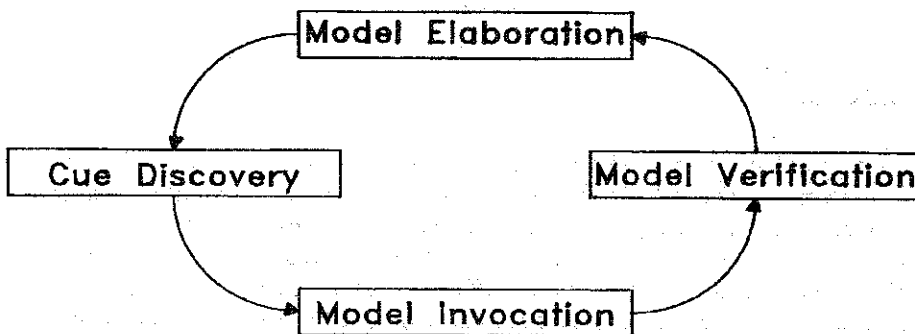 Model Elaboration
Cue Discovery
Model Verification
Model Invocation